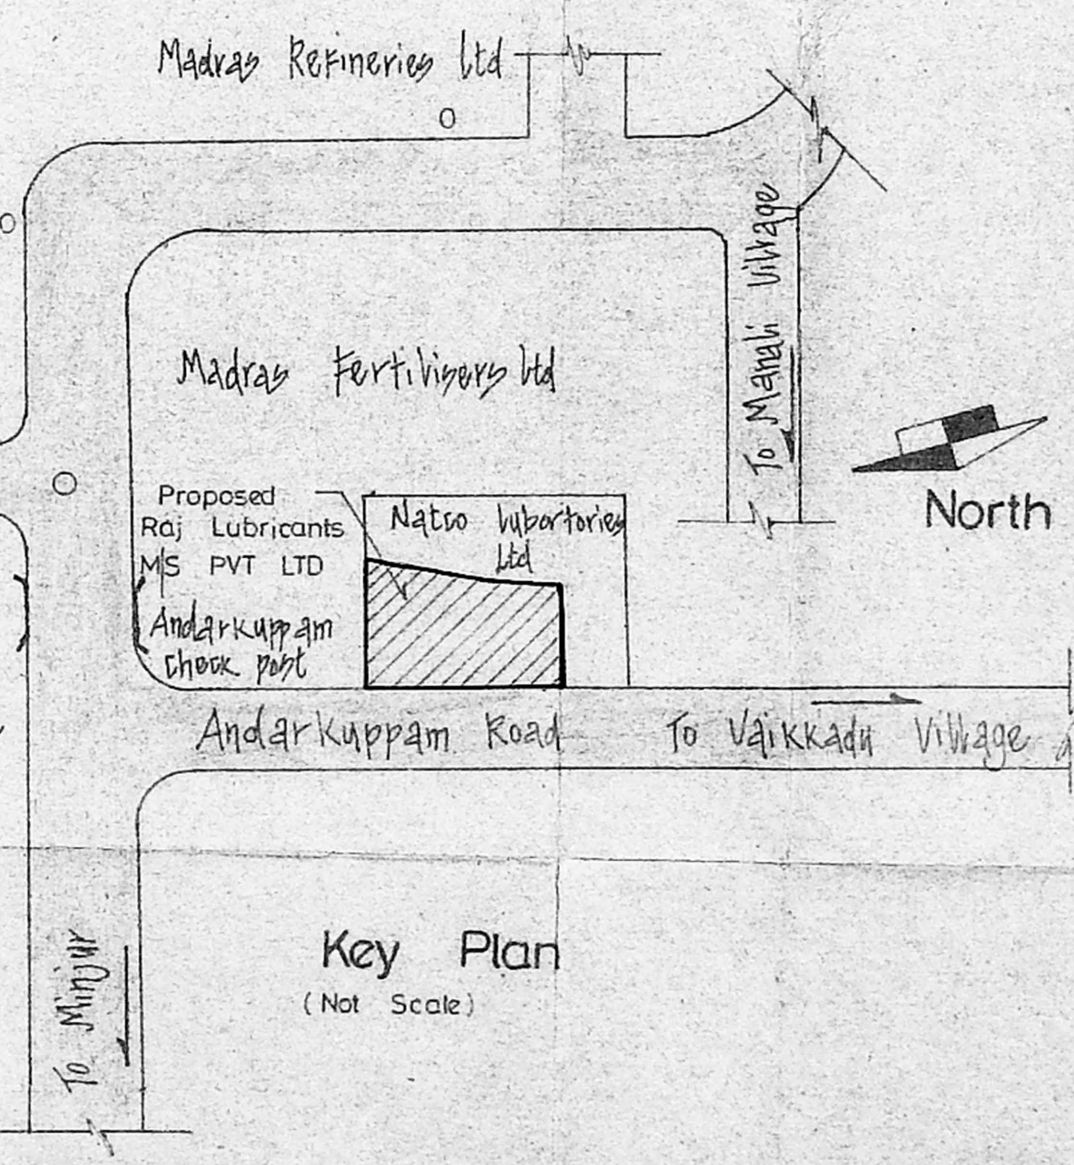 Madras Refineries Ltd
To Manali Village
Madras Fertilisers Ltd
North
Proposed
Raj Lubricants
M/S PVT LTD
Natco Lubortories
Ltd
Andarkuppam
Check post
Andarkuppam Road
To Vaikkadu Village
To Minjur
Key Plan
(Not Scale)